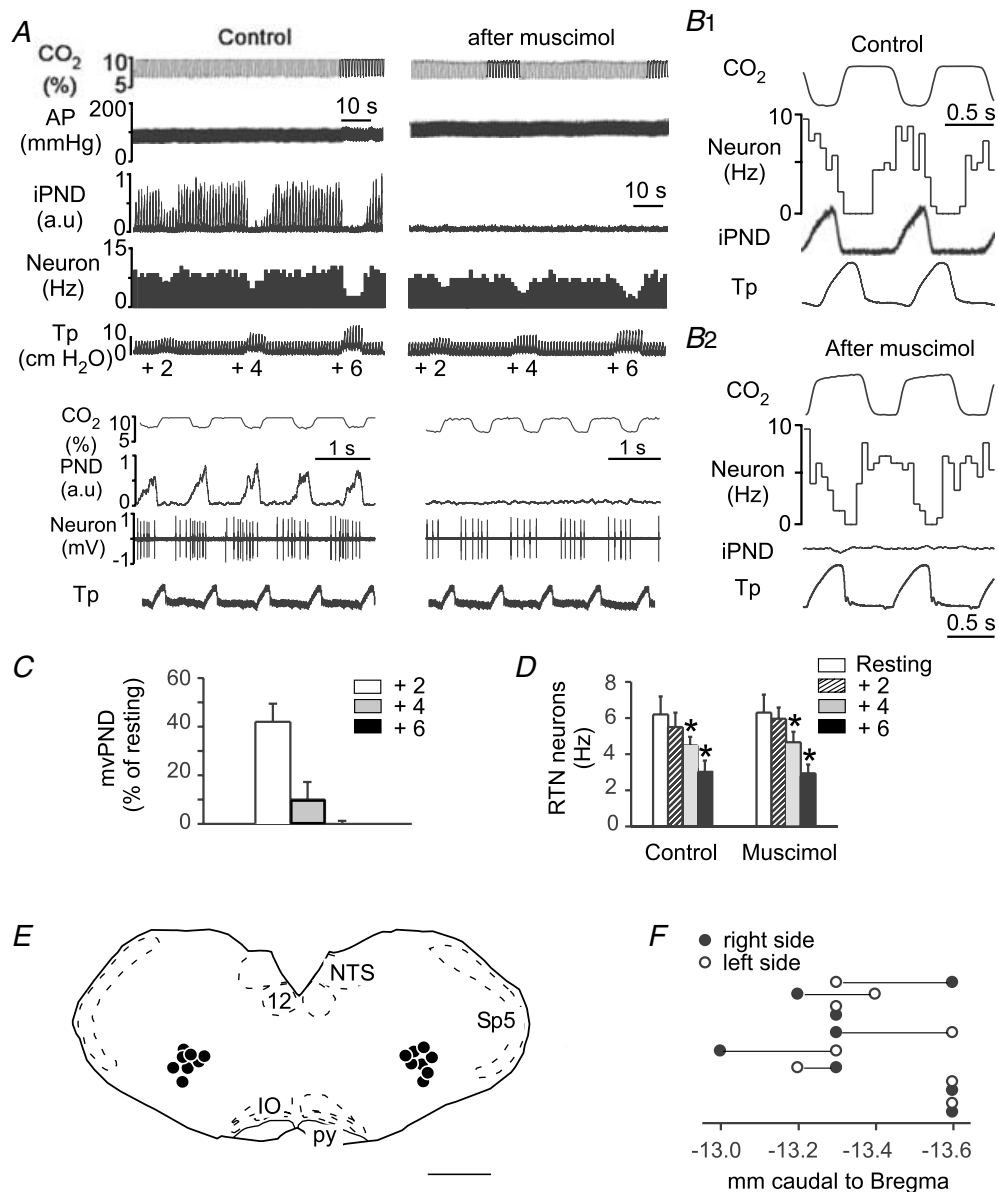 A
Control
after muscimol
CO2
(%)
10
5
AP
(mmHg)
200
0
10 s
iPND
(a.u)
1
0
10 s
Neuron
(Hz)
15
0
Tp
(cm H2O)
10
0
+ 2
+ 4
+ 6
+ 2
+ 4
+ 6
CO2
(%)
10
5
1 s
1 s
PND
(a.u)
1
0
Neuron
(mV)
1
-1
Tp
B1
Control
CO2
0.5 s
Neuron
(Hz)
10
0
iPND
Tp
B2
After muscimol
CO2
Neuron
(Hz)
10
0
iPND
Tp
0.5 s
C
mvPND
(% of resting)
60
40
20
0
+ 2
+ 4
+ 6
D
RTN neurons
(Hz)
8
6
4
2
0
Resting
+ 2
+ 4
+ 6
* *
* *
Control
Muscimol
E
NTS
12
Sp5
IO
py
F
right side
left side
-13.0 -13.2 -13.4 -13.6
mm caudal to Bregma